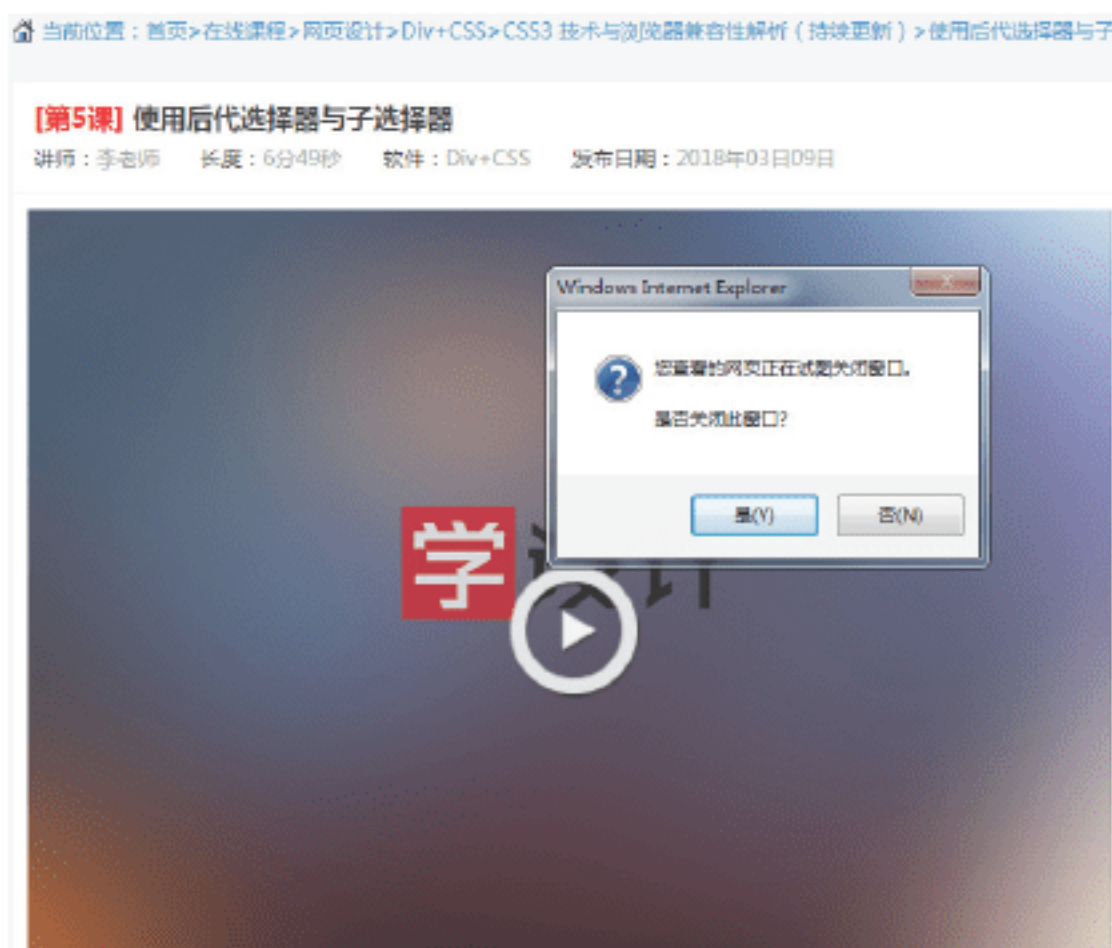 当前位置：首页>在线课程>网页设计>Div+CSS>CSS3 技术与浏览器兼容性解析（持续更新）>使用后代选择器与子
[第5课] 使用后代选择器与子选择器
讲师：李老师 长度：6分49秒 软件：Div+CSS 发布日期：2018年03月09日
Windows Internet Explorer
您查看的网页正在试图关闭窗口。
是否关闭此窗口?
是(Y) 否(N)
学设计